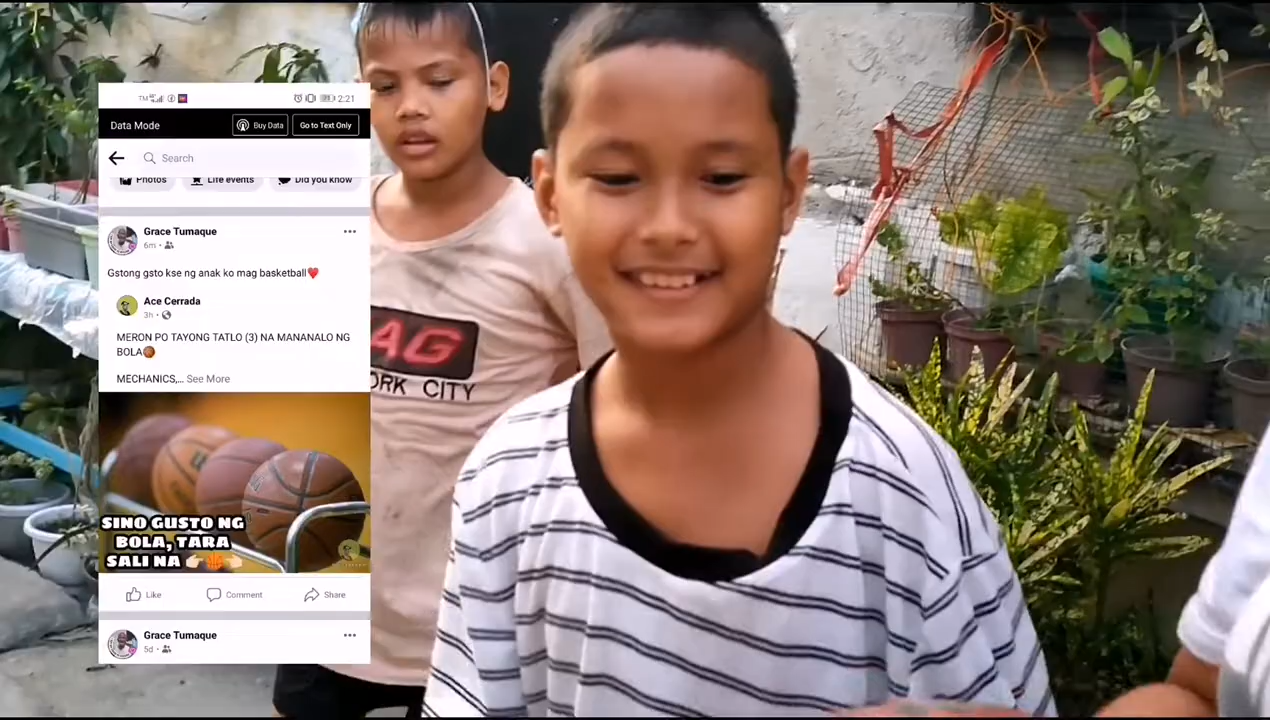 2:21
Data Mode
Buy Data
Go to Text Only
Search
Photos
Life events
Did you know
Grace Tumaque
6m
Gstong gsto kse ng anak ko mag basketball❤️
Ace Cerrada
3h
MERON PO TAYONG TATLO (3) NA MANANALO NG
BOLA🏀
MECHANICS,... See More
SINO GUSTO NG
BOLA, TARA
SALI NA 👉🏻🏀👈🏻
Like
Comment
Share
Grace Tumaque
5d
AG
ORK CITY